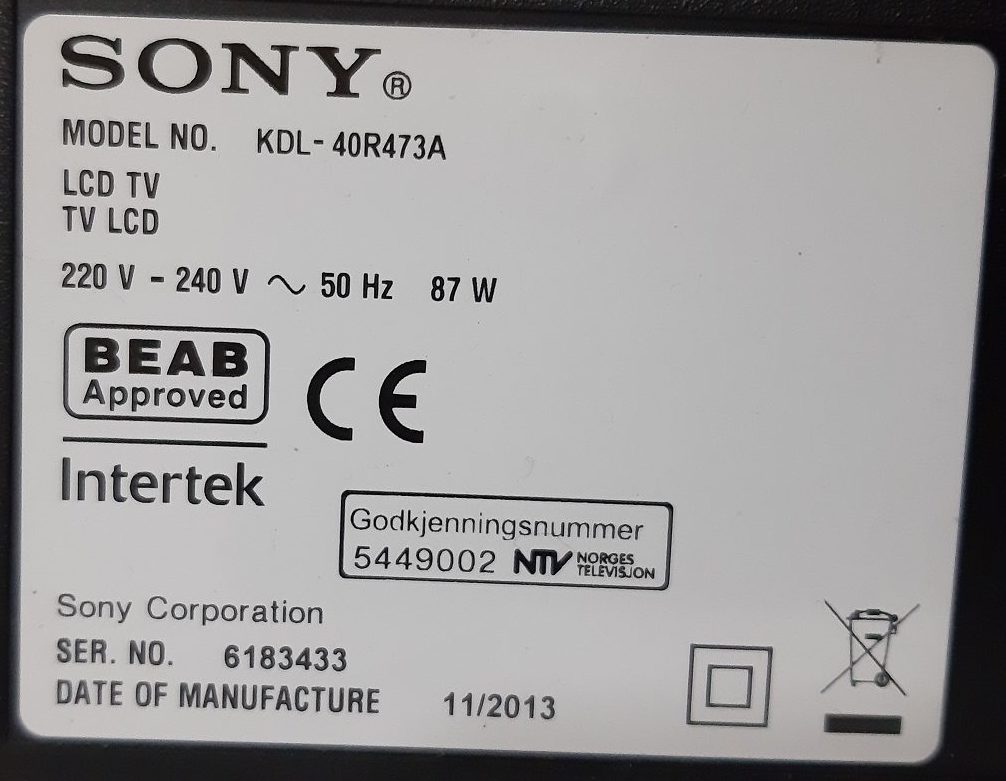 SONY®
MODEL NO. KDL-40R473A
LCD TV
TV LCD
220 V - 240 V ~ 50 Hz 87 W
BEAB
Approved
CE
Intertek
Godkjenningsnummer
5449002 NTV NORGES TELEVISJON
Sony Corporation
SER. NO. 6183433
DATE OF MANUFACTURE 11/2013